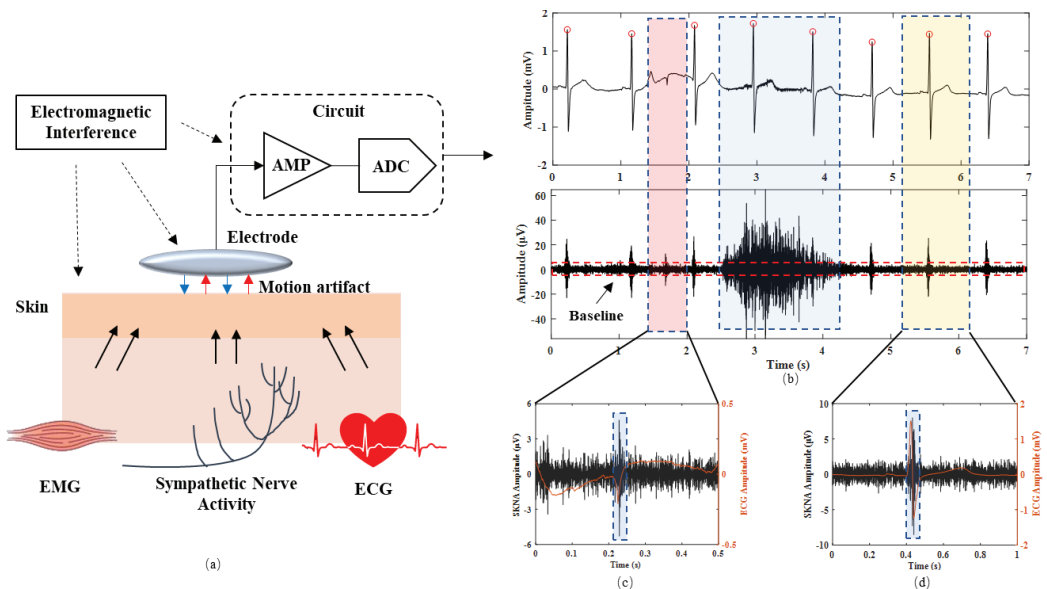 Electromagnetic
Interference
Circuit
AMP
ADC
Electrode
Motion artifact
Skin
EMG
Sympathetic Nerve
Activity
ECG
(a)
Amplitude (mV)
2
1
0
-1
-2
0 1 2 3 4 5 6 7
Amplitude (μV)
60
40
20
0
-20
-40
Baseline
0 1 2 3 4 5 6 7
Time (s)
(b)
SKNA Amplitude (μV)
6
3
0
-3
-6
0 0.1 0.2 0.3 0.4 0.5
Time (s)
0.5
0
-0.5
ECG Amplitude (mV)
(c)
SKNA Amplitude (μV)
10
5
0
-5
-10
0 0.2 0.4 0.6 0.8 1
Time (s)
2
1
0
-1
-2
ECG Amplitude (mV)
(d)